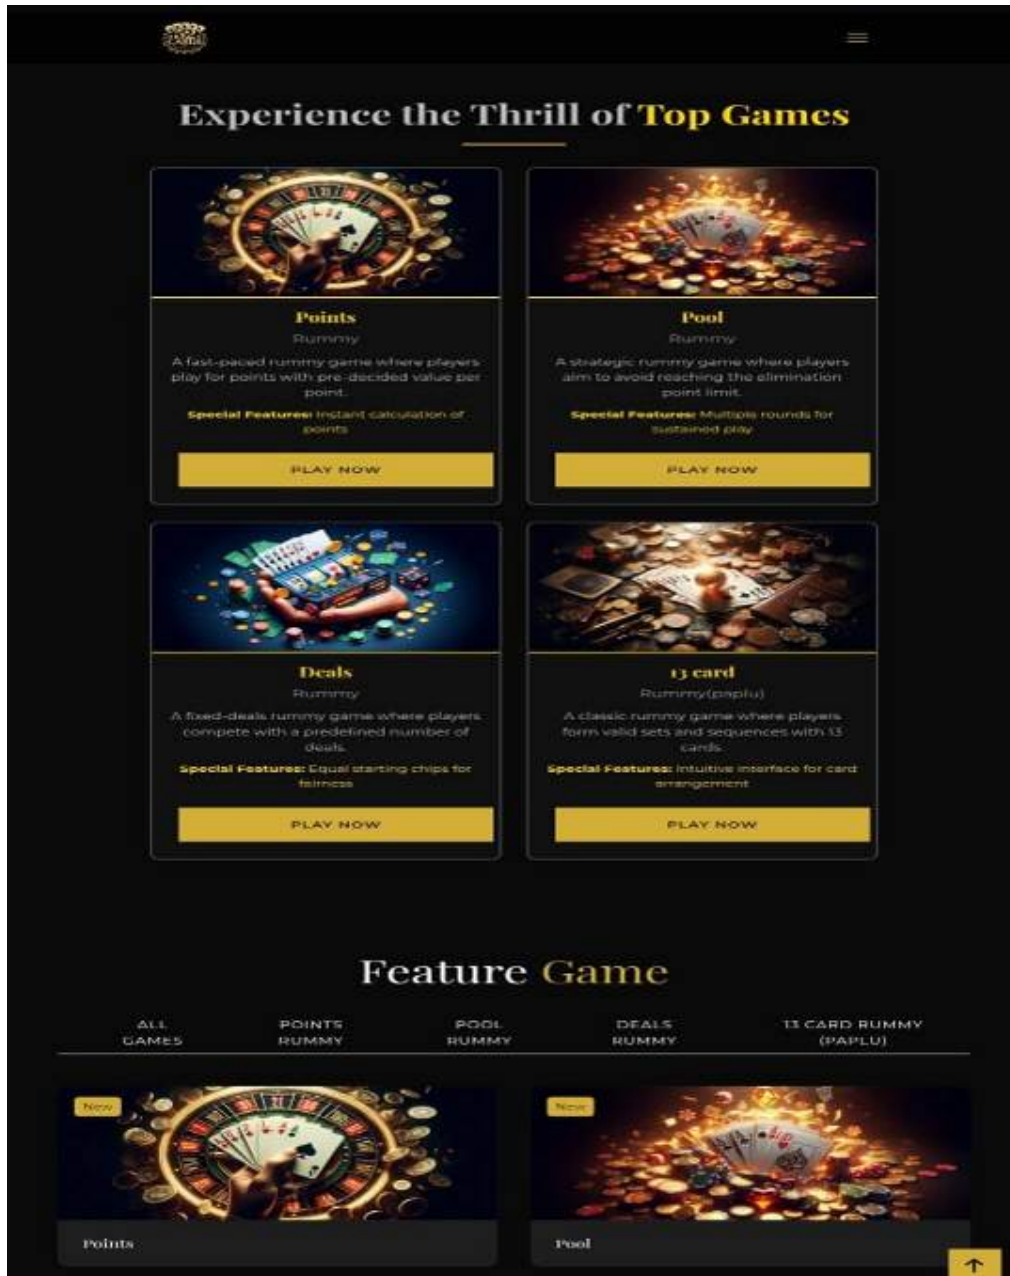 Experience the Thrill of Top Games
Points
Rummy
A fast-paced rummy game where players
play for points with pre-decided value per
point.
Special Features: Instant calculation of
points
PLAY NOW
Pool
Rummy
A strategic rummy game where players
aim to avoid reaching the elimination
point limit.
Special Features: Multiple rounds for
sustained play
PLAY NOW
Deals
Rummy
A fixed-deals rummy game where players
compete with a predefined number of
deals.
Special Features: Equal starting chips for
fairness
PLAY NOW
13 card
Rummy(paplu)
A classic rummy game where players
form valid sets and sequences with 13
cards.
Special Features: Intuitive interface for card
arrangement
PLAY NOW
Feature Game
ALL
GAMES
POINTS
RUMMY
POOL
RUMMY
DEALS
RUMMY
13 CARD RUMMY
(PAPLU)
New
Points
New
Pool